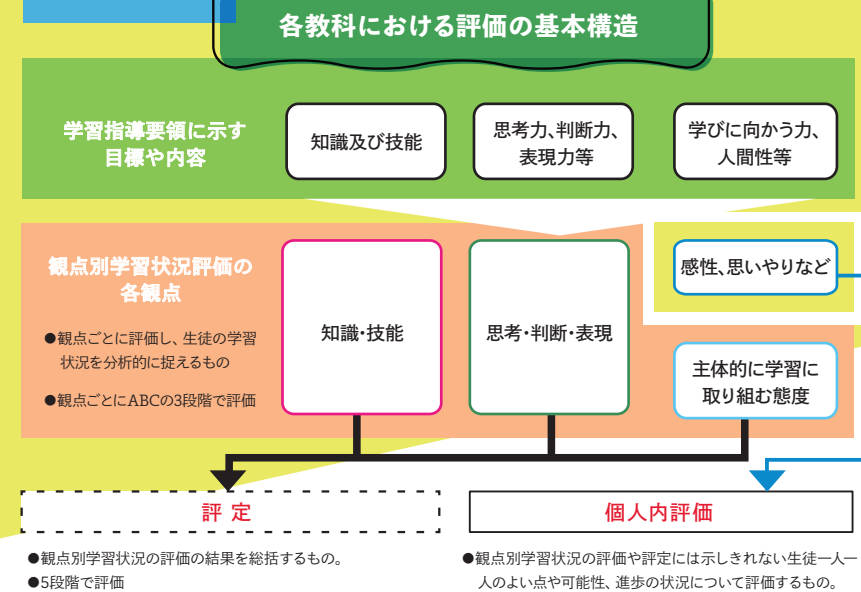 各教科における評価の基本構造
学習指導要領に示す
目標や内容
知識及び技能
思考力、判断力、
表現力等
学びに向かう力、
人間性等
観点別学習状況評価の
各観点
●観点ごとに評価し、生徒の学習
状況を分析的に捉えるもの
●観点ごとにABCの3段階で評価
知識・技能
思考・判断・表現
感性、思いやりなど
主体的に学習に
取り組む態度
評 定
●観点別学習状況の評価の結果を総括するもの。
●5段階で評価
個人内評価
●観点別学習状況の評価や評定には示しきれない生徒一人一
人のよい点や可能性、進歩の状況について評価するもの。